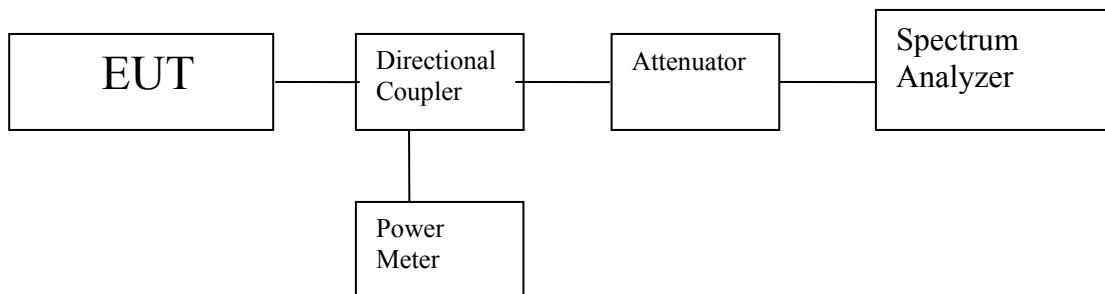 EUT
Directional
Coupler
Attenuator
Spectrum
Analyzer
Power
Meter